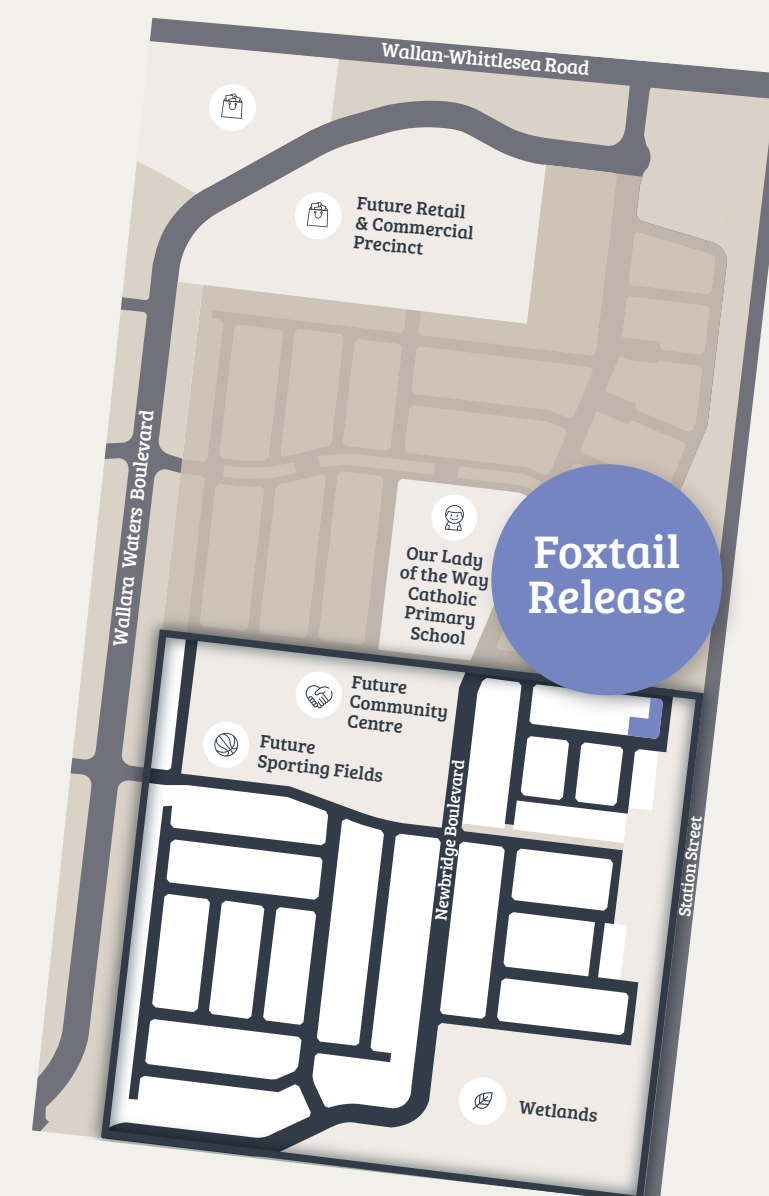 Wallan-Whittlesea Road
Future Retail
& Commercial
Precinct
Wallara Waters Boulevard
Our Lady
of the Way
Catholic
Primary
School
Foxtail
Release
Future
Community
Centre
Future
Sporting Fields
Newbridge Boulevard
Station Street
Wetlands